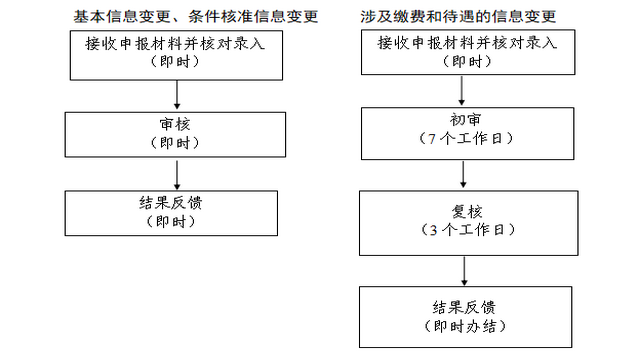 基本信息变更、条件核准信息变更
接收申报材料并核对录入
（即时）
审核
（即时）
结果反馈
（即时）
涉及缴费和待遇的信息变更
接收申报材料并核对录入
（即时）
初审
（7个工作日）
复核
（3个工作日）
结果反馈
（即时办结）